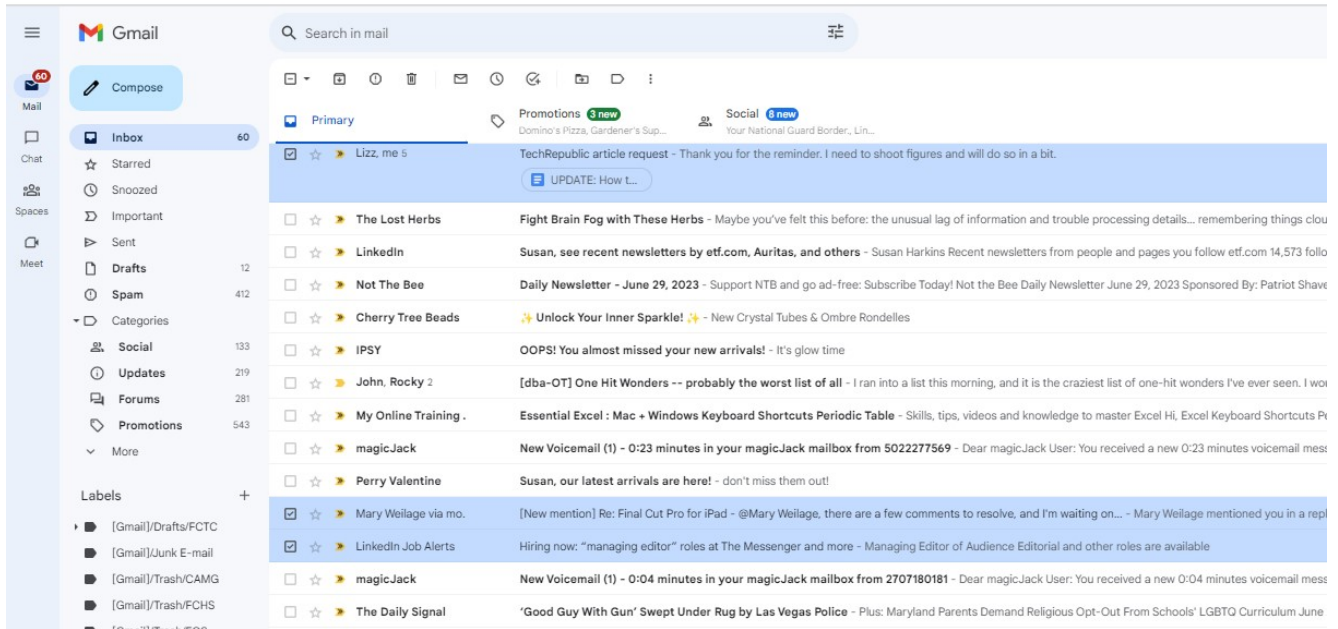 Gmail
Search in mail
60
Mail
Chat
Spaces
Meet
Compose
Inbox 60
Starred
Snoozed
Important
Sent
Drafts 12
Spam 412
Categories
Social 133
Updates 219
Forums 281
Promotions 543
More
Labels +
[Gmail]/Drafts/FCTC
[Gmail]/Junk E-mail
[Gmail]/Trash/CAMG
[Gmail]/Trash/FCHS
Primary
Promotions 3 new
Domino's Pizza, Gardener's Sup...
Social 8 new
Your National Guard Border., Lin...
Lizz, me 5 TechRepublic article request - Thank you for the reminder. I need to shoot figures and will do so in a bit.
UPDATE: How t...
The Lost Herbs Fight Brain Fog with These Herbs - Maybe you've felt this before: the unusual lag of information and trouble processing details... remembering things clou
LinkedIn Susan, see recent newsletters by etf.com, Auritas, and others - Susan Harkins Recent newsletters from people and pages you follow etf.com 14,573 follo
Not The Bee Daily Newsletter - June 29, 2023 - Support NTB and go ad-free: Subscribe Today! Not the Bee Daily Newsletter June 29, 2023 Sponsored By: Patriot Shave
Cherry Tree Beads ✨ Unlock Your Inner Sparkle! ✨ - New Crystal Tubes & Ombre Rondelles
IPSY OOPS! You almost missed your new arrivals! - It's glow time
John, Rocky 2 [dba-OT] One Hit Wonders -- probably the worst list of all - I ran into a list this morning, and it is the craziest list of one-hit wonders I've ever seen. I wou
My Online Training . Essential Excel : Mac + Windows Keyboard Shortcuts Periodic Table - Skills, tips, videos and knowledge to master Excel Hi, Excel Keyboard Shortcuts Pe
magicJack New Voicemail (1) - 0:23 minutes in your magicJack mailbox from 5022277569 - Dear magicJack User: You received a new 0:23 minutes voicemail mess
Perry Valentine Susan, our latest arrivals are here! - don't miss them out!
Mary Weilage via mo. [New mention] Re: Final Cut Pro for iPad - @Mary Weilage, there are a few comments to resolve, and I'm waiting on... - Mary Weilage mentioned you in a repl
LinkedIn Job Alerts Hiring now: "managing editor" roles at The Messenger and more - Managing Editor of Audience Editorial and other roles are available
magicJack New Voicemail (1) - 0:04 minutes in your magicJack mailbox from 2707180181 - Dear magicJack User: You received a new 0:04 minutes voicemail mess
The Daily Signal 'Good Guy With Gun' Swept Under Rug by Las Vegas Police - Plus: Maryland Parents Demand Religious Opt-Out From Schools' LGBTQ Curriculum June